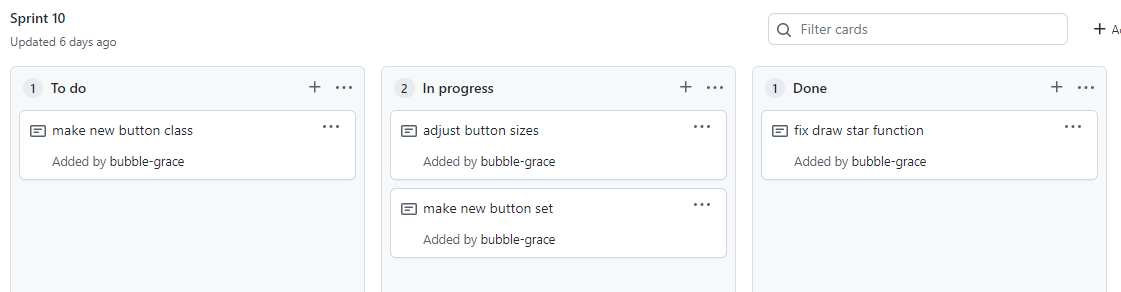 Sprint 10
Updated 6 days ago
Filter cards
1 To do
make new button class
Added by bubble-grace
2 In progress
adjust button sizes
Added by bubble-grace
make new button set
Added by bubble-grace
1 Done
fix draw star function
Added by bubble-grace